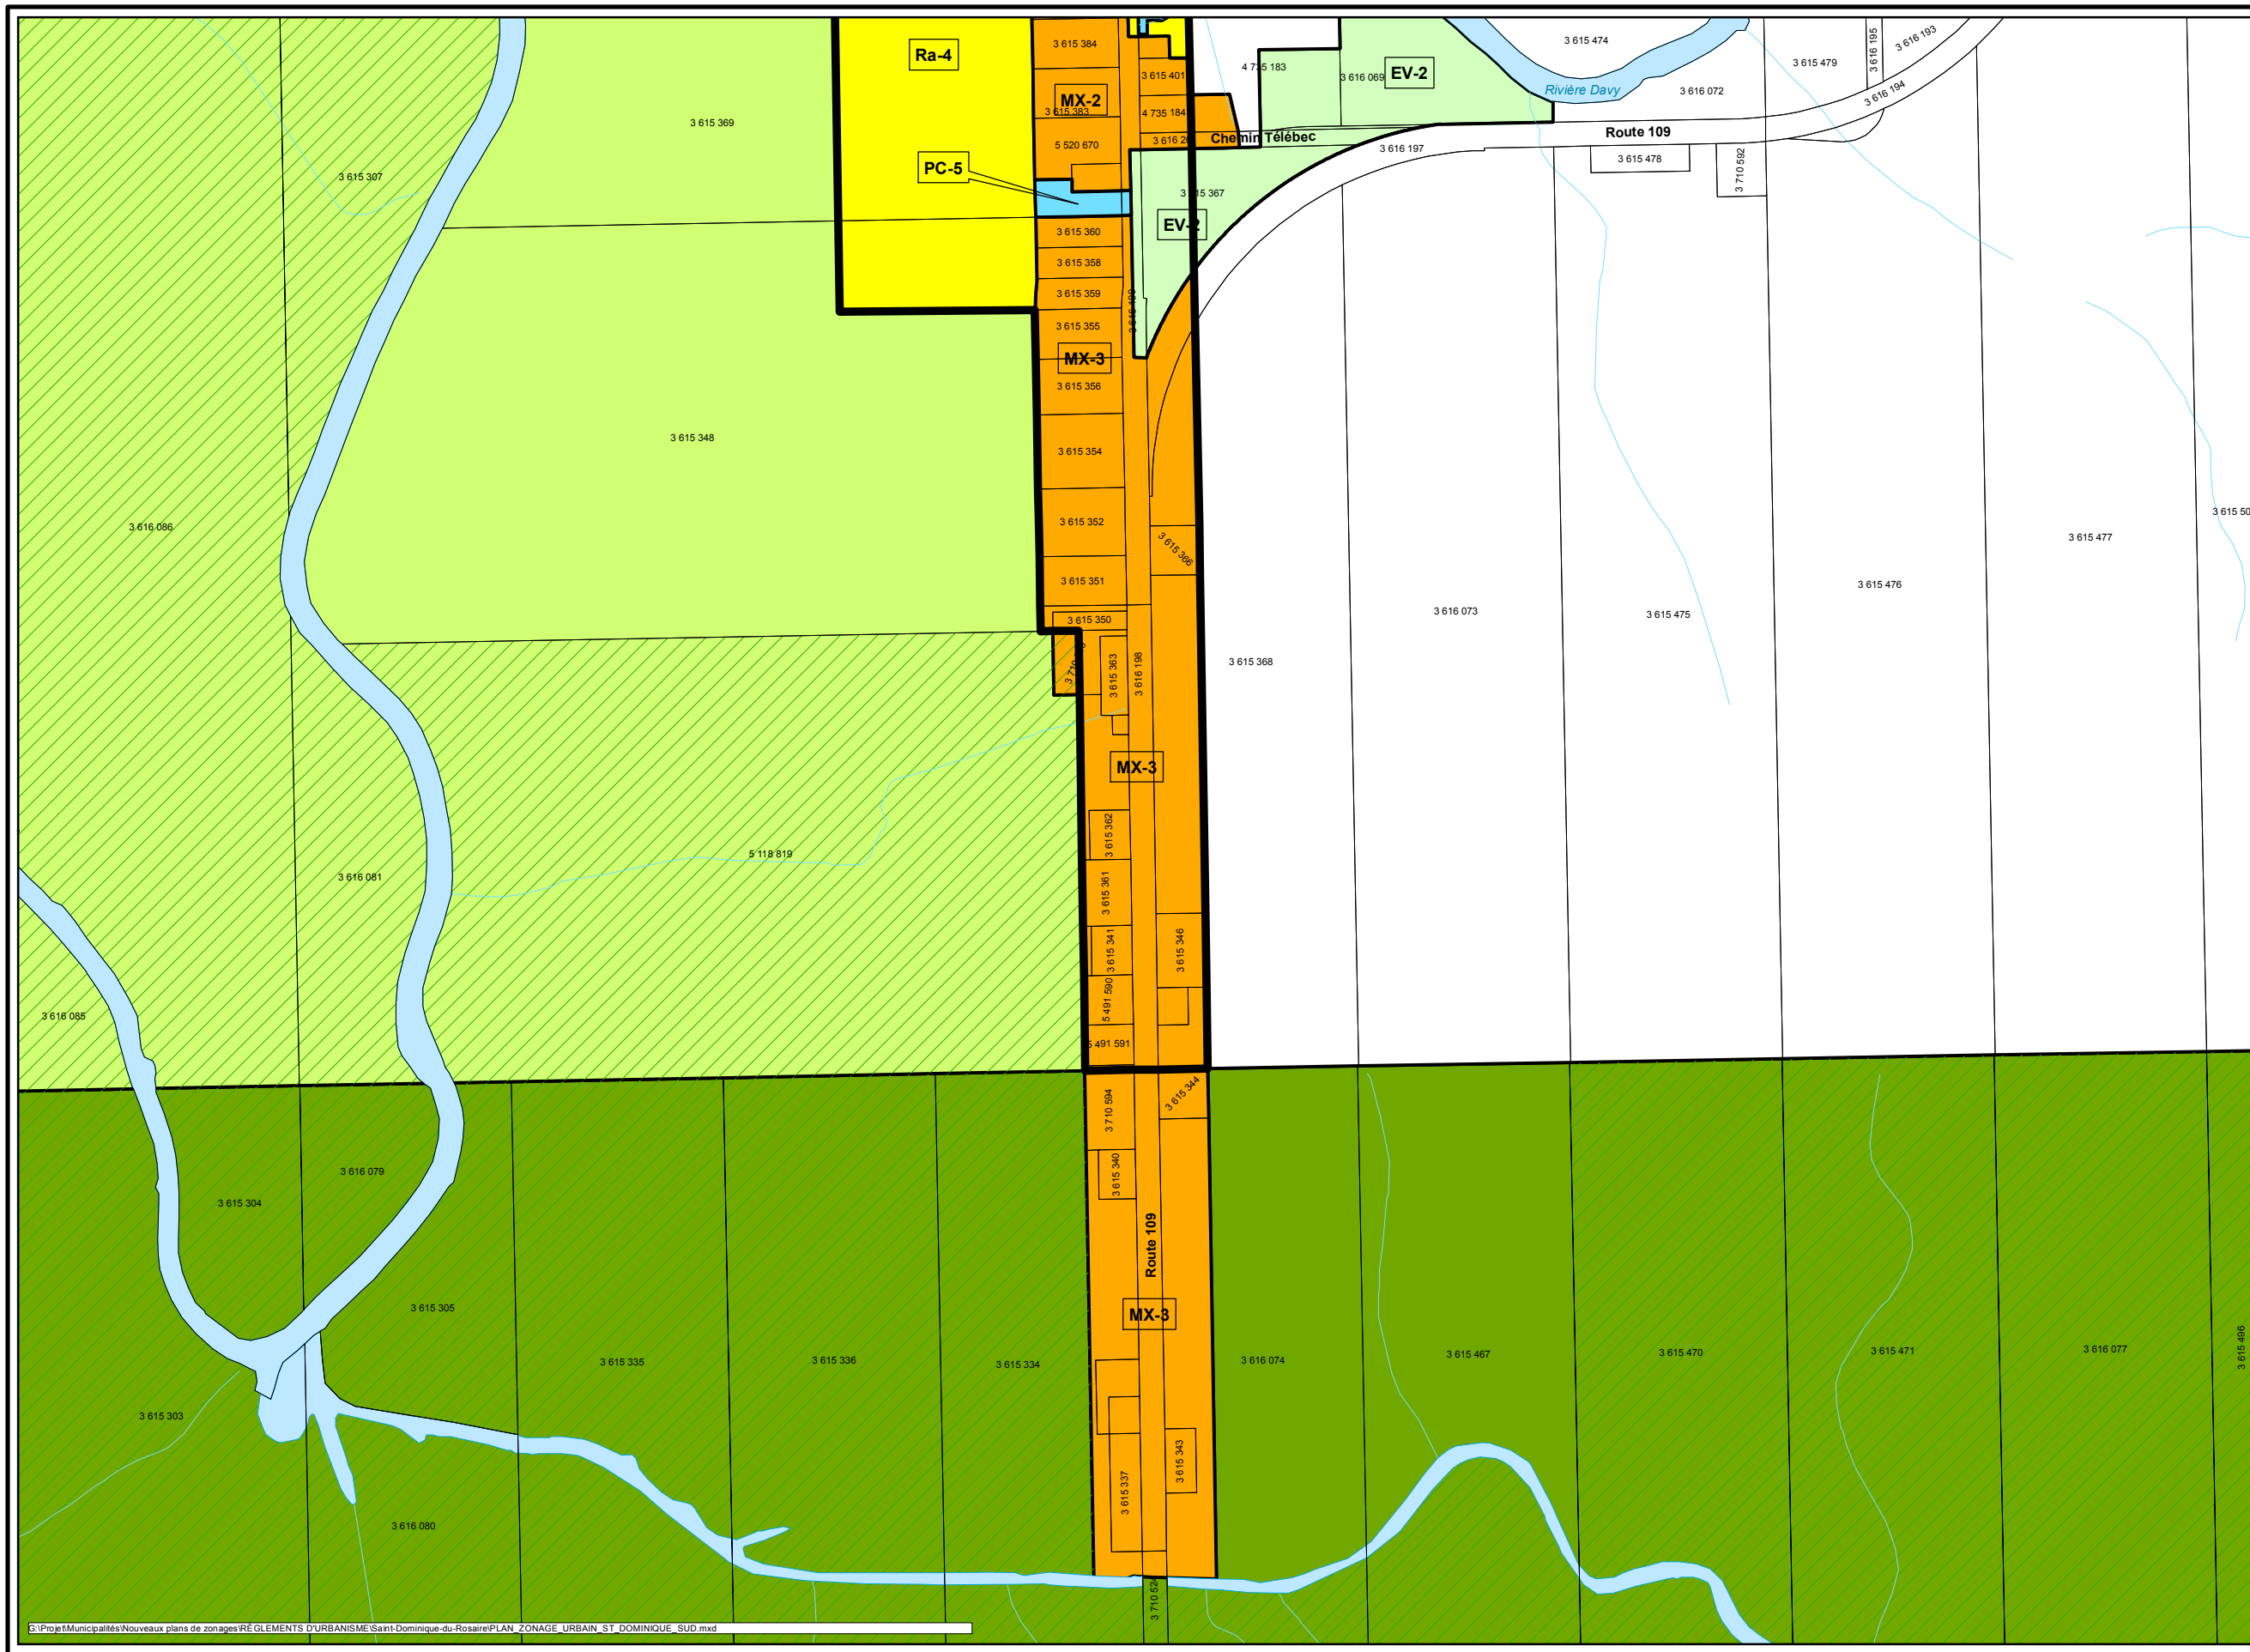 Ra-4
3 615 384
3 615 401
MX-2
3 615 383
4 735 184
5 520 670
Chemin Télébec
4 735 183
3 616 069
EV-2
3 615 474
Rivière Davy
3 616 072
3 615 479
3 616 195
3 616 193
3 616 194
Route 109
3 616 197
3 615 478
3 710 592
3 615 369
3 615 307
PC-5
EV-2
3 615 360
3 615 358
3 615 359
3 615 355
MX-3
3 615 356
3 615 348
3 615 354
3 615 352
3 615 366
3 615 351
3 615 350
3 616 086
3 615 477
3 615 476
3 616 073
3 615 475
3 615 368
3 615 363
3 616 198
MX-3
3 615 362
5 118 819
3 616 081
3 615 361
3 615 341
3 615 346
5 491 590
3 616 085
5 491 591
3 710 594
3 615 344
3 615 340
3 616 079
3 615 304
Route 109
3 615 305
MX-3
3 615 335
3 615 336
3 615 334
3 616 074
3 615 467
3 615 470
3 615 471
3 616 077
3 615 496
3 615 303
3 615 343
3 615 337
3 616 080
3 710 524
G:\Projet\Municipalités\Nouveaux plans de zonages\RÈGLEMENTS D'URBANISME\Saint-Dominique-du-Rosaire\PLAN_ZONAGE_URBAIN_ST_DOMINIQUE_SUD.mxd